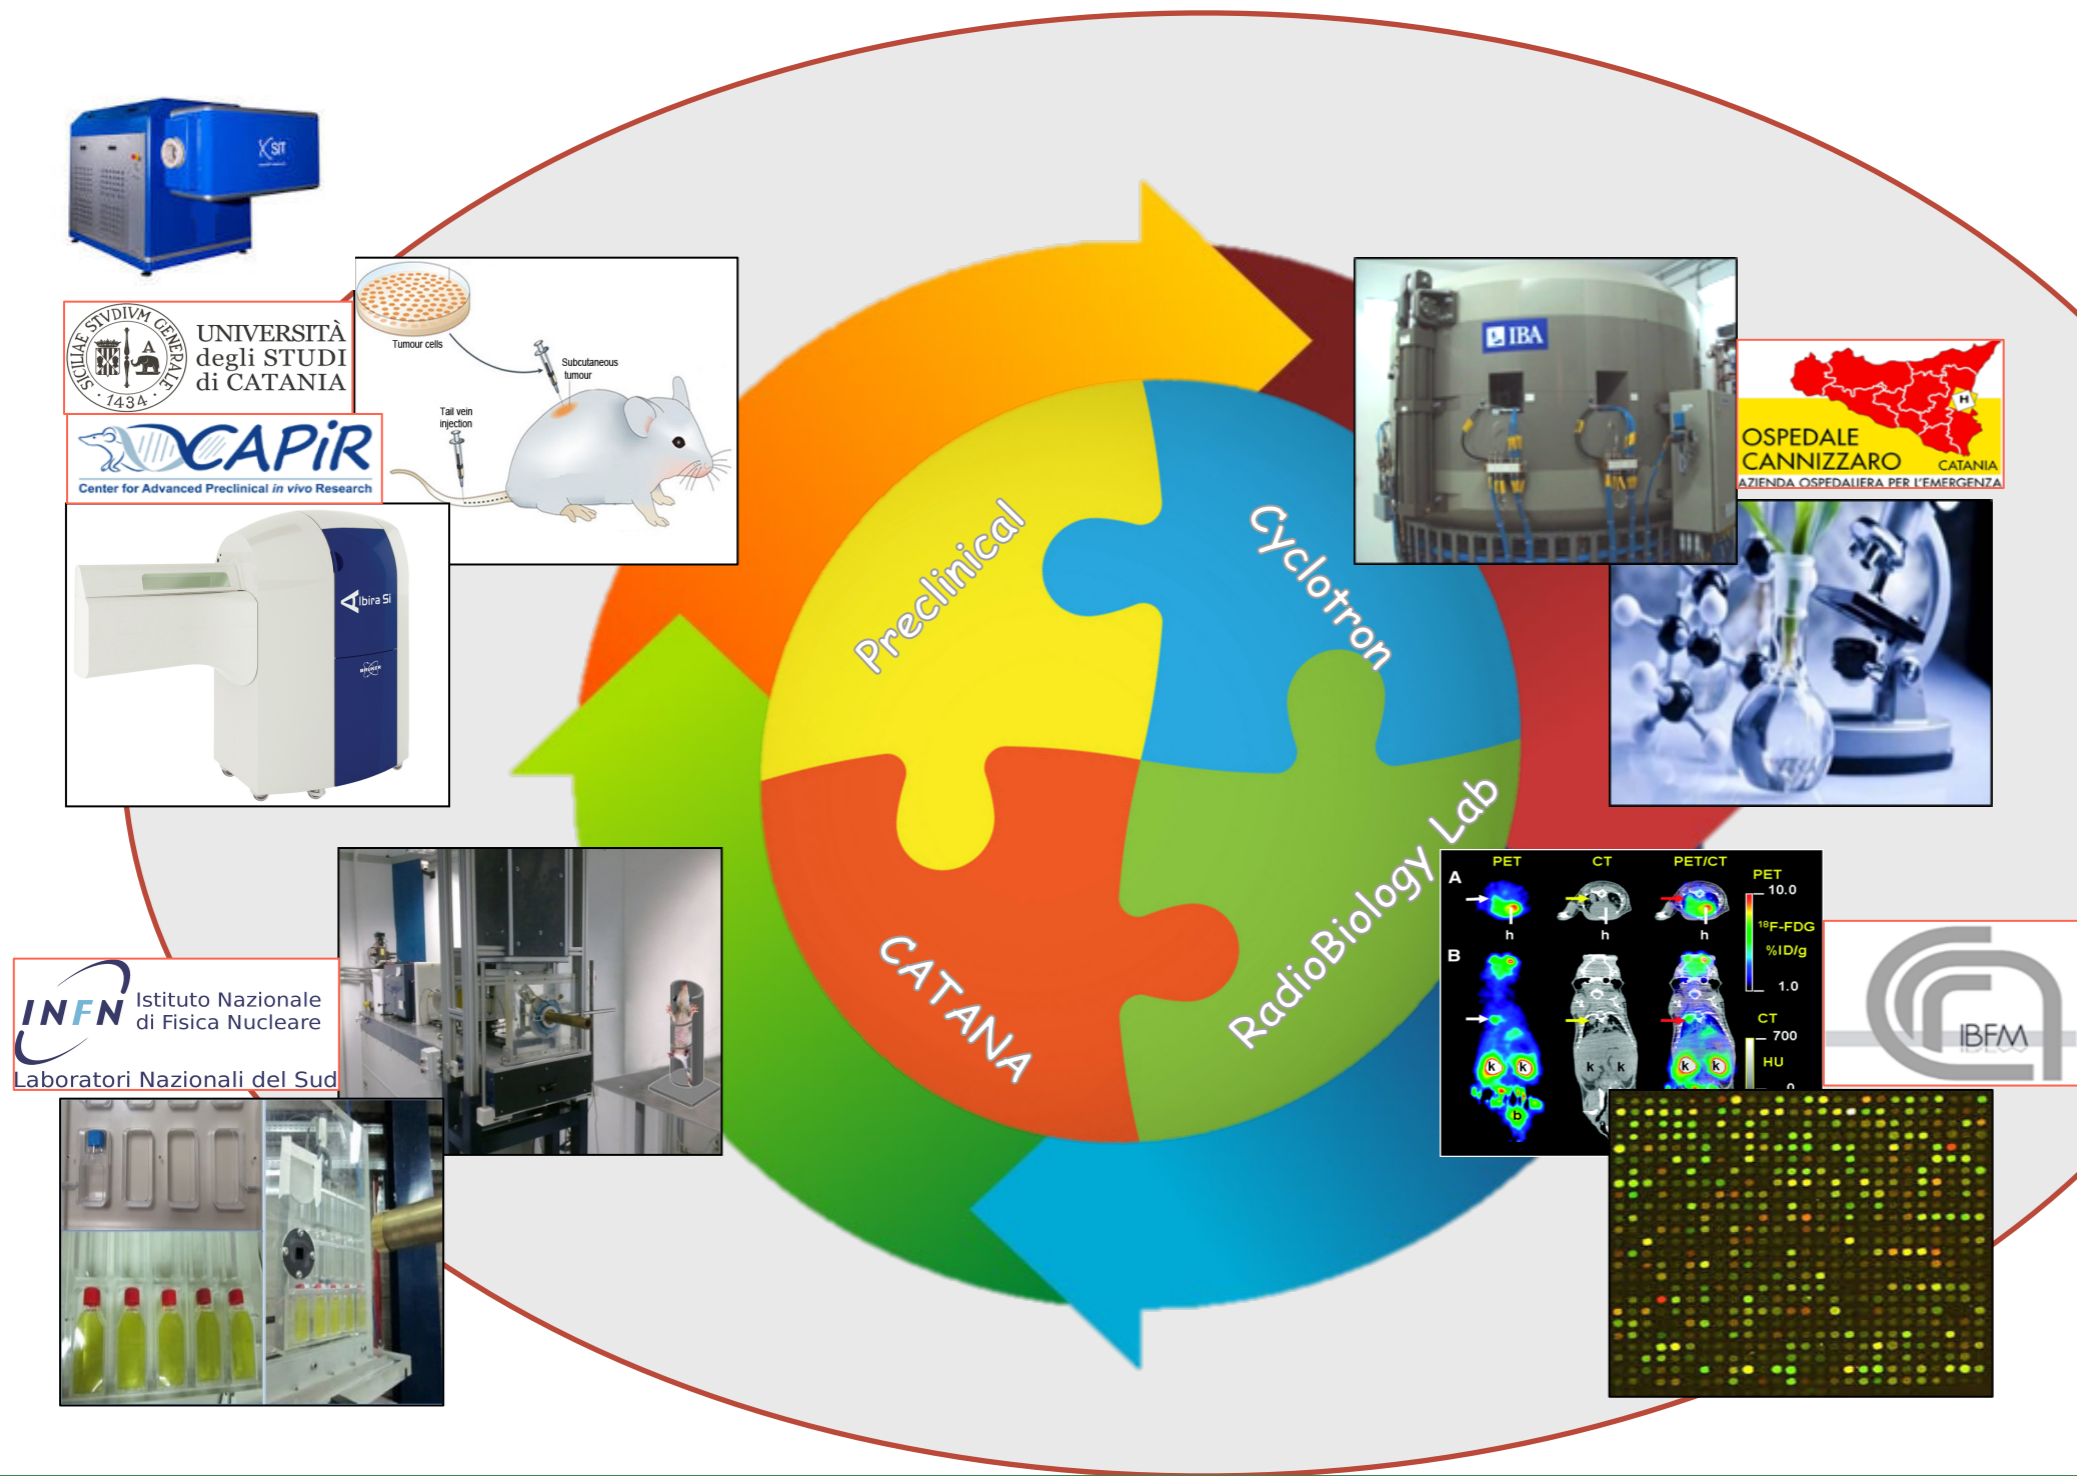 SIT
SICILIAE STVDIVM GENERALE
1434
UNIVERSITÀ
degli STUDI
di CATANIA
CAPiR
Center for Advanced Preclinical in vivo Research
Tumour cells
Subcutaneous
tumour
Tail vein
injection
Albira Si
BRUKER
IBA
H
OSPEDALE
CANNIZZARO
CATANIA
AZIENDA OSPEDALIERA PER L'EMERGENZA
Preclinical
Cyclotron
CATANA
RadioBiology Lab
INFN
Istituto Nazionale
di Fisica Nucleare
Laboratori Nazionali del Sud
PET CT PET/CT
A
h h h
B
k k k k k k
b
PET
10.0
18F-FDG
%ID/g
1.0
CT
700
HU
0
IBFM